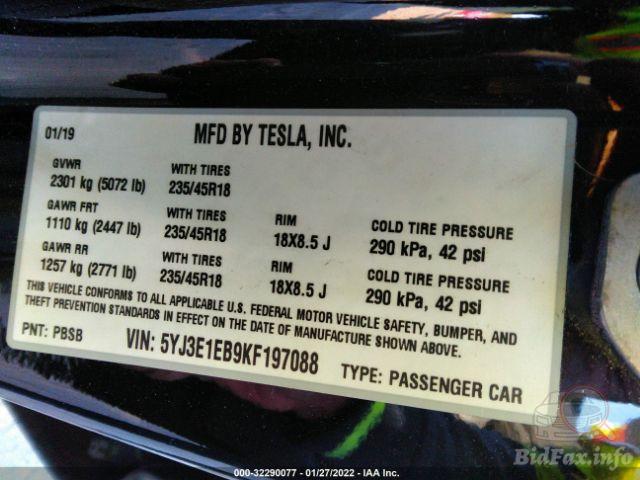 01/19 MFD BY TESLA, INC.
GVWR WITH TIRES
2301 kg (5072 lb) 235/45R18
GAWR FRT WITH TIRES RIM COLD TIRE PRESSURE
1110 kg (2447 lb) 235/45R18 18X8.5 J 290 kPa, 42 psi
GAWR RR WITH TIRES RIM COLD TIRE PRESSURE
1257 kg (2771 lb) 235/45R18 18X8.5 J 290 kPa, 42 psi
THIS VEHICLE CONFORMS TO ALL APPLICABLE U.S. FEDERAL MOTOR VEHICLE SAFETY, BUMPER, AND
THEFT PREVENTION STANDARDS IN EFFECT ON THE DATE OF MANUFACTURE SHOWN ABOVE.
PNT: PBSB VIN: 5YJ3E1EB9KF197088 TYPE: PASSENGER CAR
BidFax.info
000-32290077 - 01/27/2022 - IAA Inc.